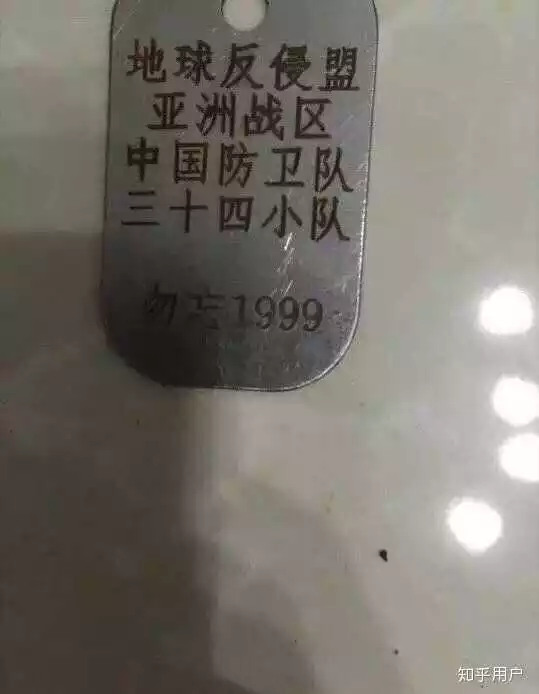 地球反侵盟
亚洲战区
中国防卫队
三十四小队
勿忘1999
知乎用户